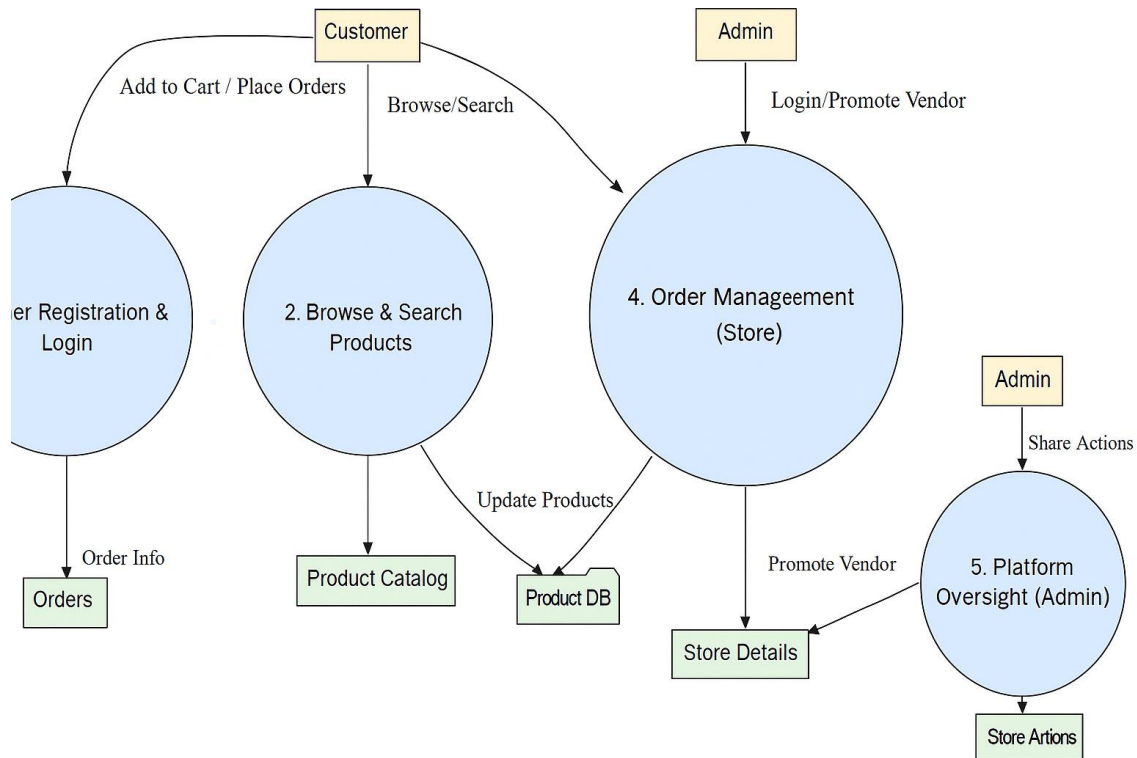 Customer
Admin
Add to Cart / Place Orders
Browse/Search
Login/Promote Vendor
er Registration &
Login
2. Browse & Search
Products
4. Order Manageement
(Store)
Admin
Share Actions
5. Platform
Oversight (Admin)
Update Products
Order Info
Promote Vendor
Orders
Product Catalog
Product DB
Store Details
Store Artions